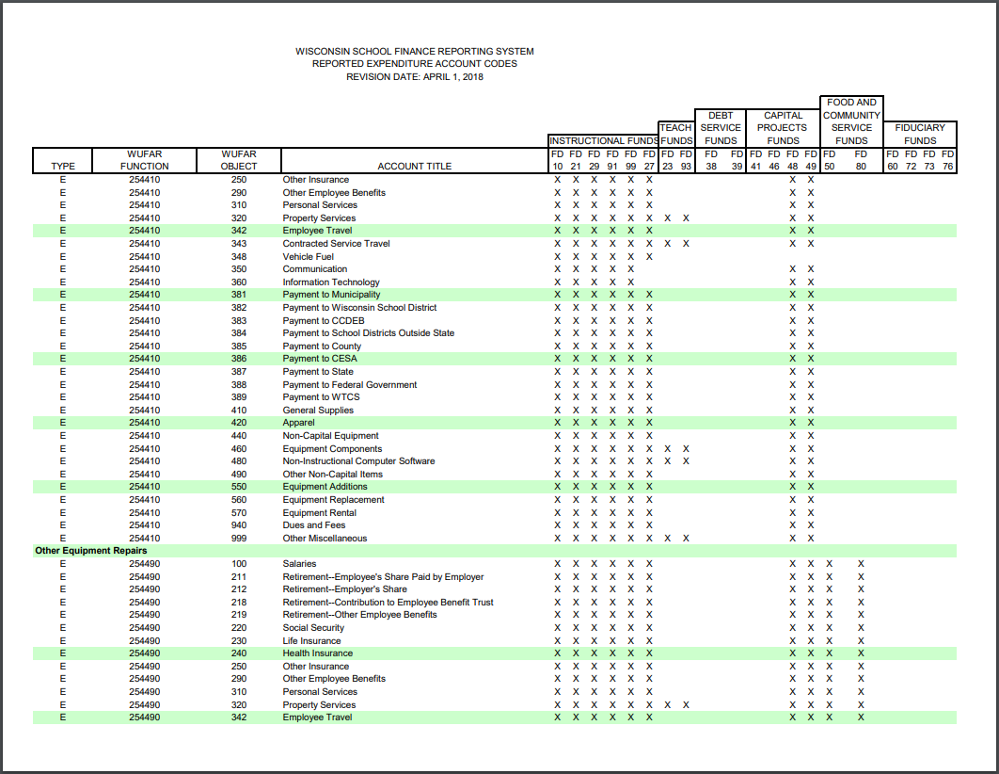 WISCONSIN SCHOOL FINANCE REPORTING SYSTEM
REPORTED EXPENDITURE ACCOUNT CODES
REVISION DATE: APRIL 1, 2018
FOOD AND
DEBT CAPITAL COMMUNITY
TEACH SERVICE PROJECTS SERVICE FIDUCIARY
INSTRUCTIONAL FUNDS FUNDS FUNDS FUNDS FUNDS FUNDS
WUFAR WUFAR FD FD FD FD FD FD FD FD FD FD FD FD FD FD FD FD FD FD FD FD
TYPE FUNCTION OBJECT ACCOUNT TITLE 10 21 29 91 99 27 23 93 38 39 41 46 48 49 50 80 60 72 73 76
E 254410 250 Other Insurance X X X X X X X X
E 254410 290 Other Employee Benefits X X X X X X X X
E 254410 310 Personal Services X X X X X X X X
E 254410 320 Property Services X X X X X X X X X X
E 254410 342 Employee Travel X X X X X X X X
E 254410 343 Contracted Service Travel X X X X X X X X X X
E 254410 348 Vehicle Fuel X X X X X X
E 254410 350 Communication X X X X X X X
E 254410 360 Information Technology X X X X X X X
E 254410 381 Payment to Municipality X X X X X X X X
E 254410 382 Payment to Wisconsin School District X X X X X X X X
E 254410 383 Payment to CCDEB X X X X X X X X
E 254410 384 Payment to School Districts Outside State X X X X X X X X
E 254410 385 Payment to County X X X X X X X X
E 254410 386 Payment to CESA X X X X X X X X
E 254410 387 Payment to State X X X X X X X X
E 254410 388 Payment to Federal Government X X X X X X X X
E 254410 389 Payment to WTCS X X X X X X X X
E 254410 410 General Supplies X X X X X X X X
E 254410 420 Apparel X X X X X X X X
E 254410 440 Non-Capital Equipment X X X X X X X X
E 254410 460 Equipment Components X X X X X X X X X X
E 254410 480 Non-Instructional Computer Software X X X X X X X X X X
E 254410 490 Other Non-Capital Items X X X X X X X X
E 254410 550 Equipment Additions X X X X X X X X
E 254410 560 Equipment Replacement X X X X X X X X
E 254410 570 Equipment Rental X X X X X X X X
E 254410 940 Dues and Fees X X X X X X X X
E 254410 999 Other Miscellaneous X X X X X X X X X X
Other Equipment Repairs
E 254490 100 Salaries X X X X X X X X X X
E 254490 211 Retirement--Employee's Share Paid by Employer X X X X X X X X X X
E 254490 212 Retirement--Employer's Share X X X X X X X X X X
E 254490 218 Retirement--Contribution to Employee Benefit Trust X X X X X X X X X X
E 254490 219 Retirement--Other Employee Benefits X X X X X X X X X X
E 254490 220 Social Security X X X X X X X X X X
E 254490 230 Life Insurance X X X X X X X X X X
E 254490 240 Health Insurance X X X X X X X X X X
E 254490 250 Other Insurance X X X X X X X X X X
E 254490 290 Other Employee Benefits X X X X X X X X X X
E 254490 310 Personal Services X X X X X X X X X X
E 254490 320 Property Services X X X X X X X X X X X X
E 254490 342 Employee Travel X X X X X X X X X X